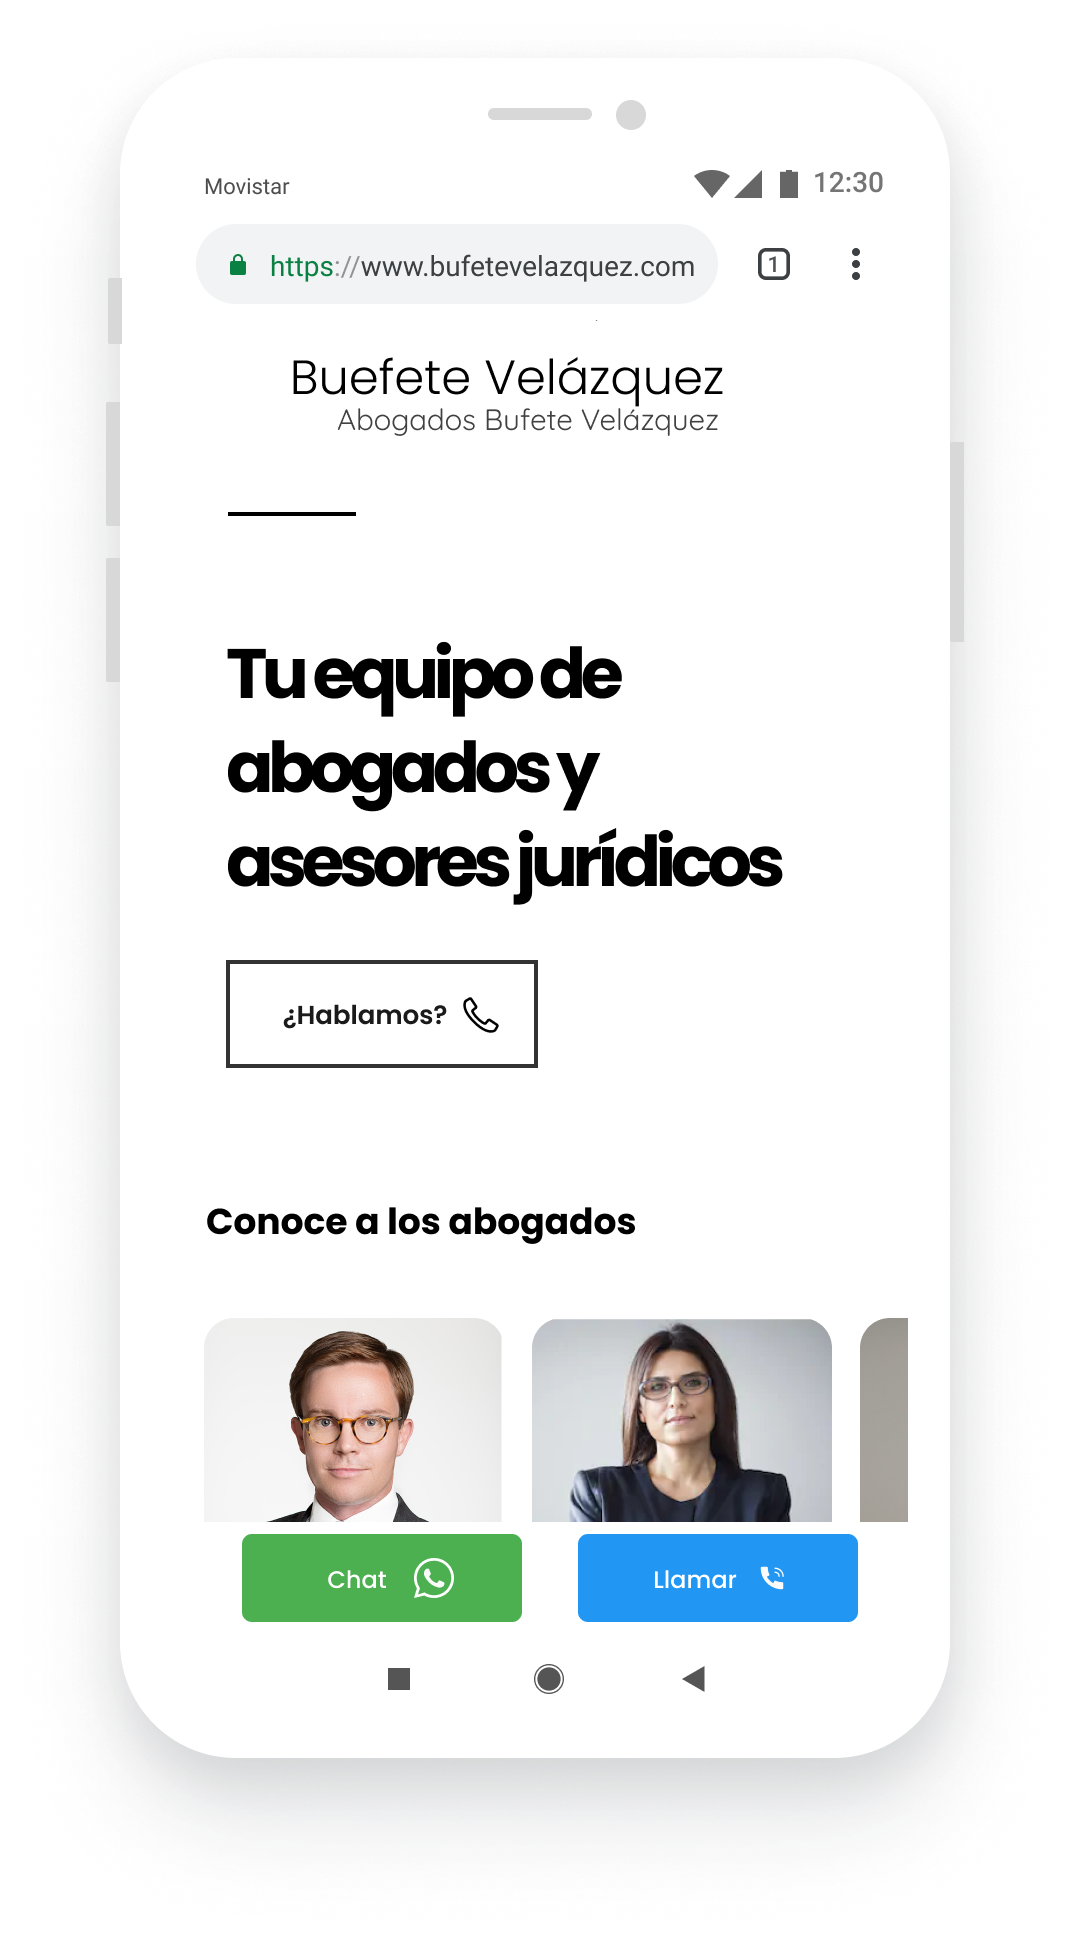 Movistar
12:30
https://www.bufetevelazquez.com
1
Buefete Velázquez
Abogados Bufete Velázquez
Tu equipo de
abogados y
asesores jurídicos
¿Hablamos?
Conoce a los abogados
Chat
Llamar